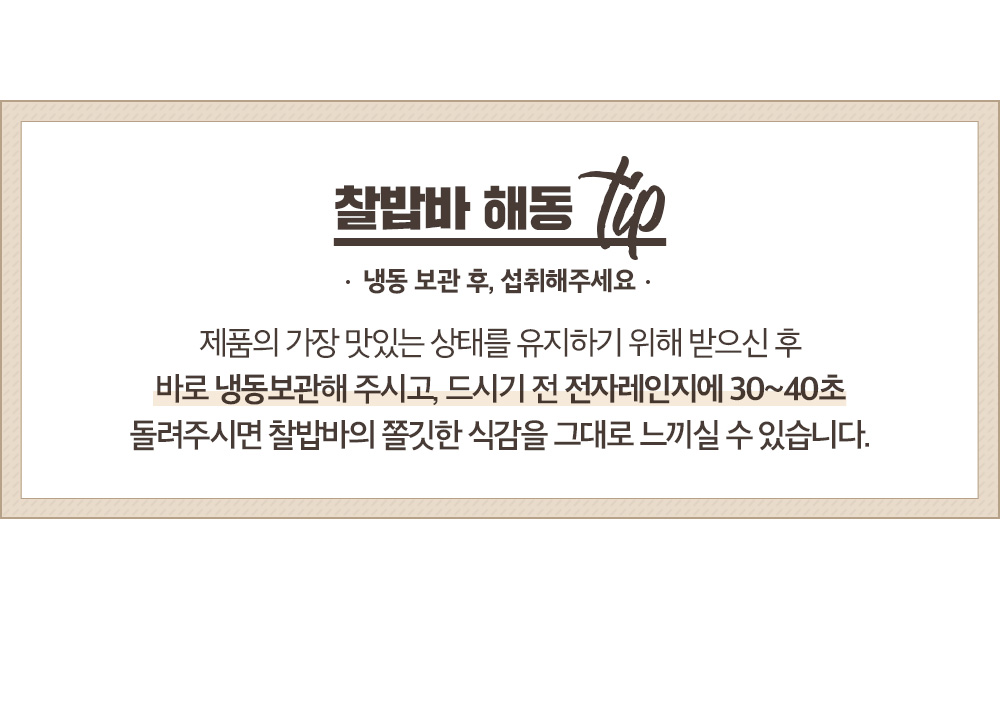 찰밥바 해동 tip
· 냉동 보관 후, 섭취해주세요 ·
제품의 가장 맛있는 상태를 유지하기 위해 받으신 후
바로 냉동보관해 주시고, 드시기 전 전자레인지에 30~40초
돌려주시면 찰밥바의 쫄깃한 식감을 그대로 느끼실 수 있습니다.